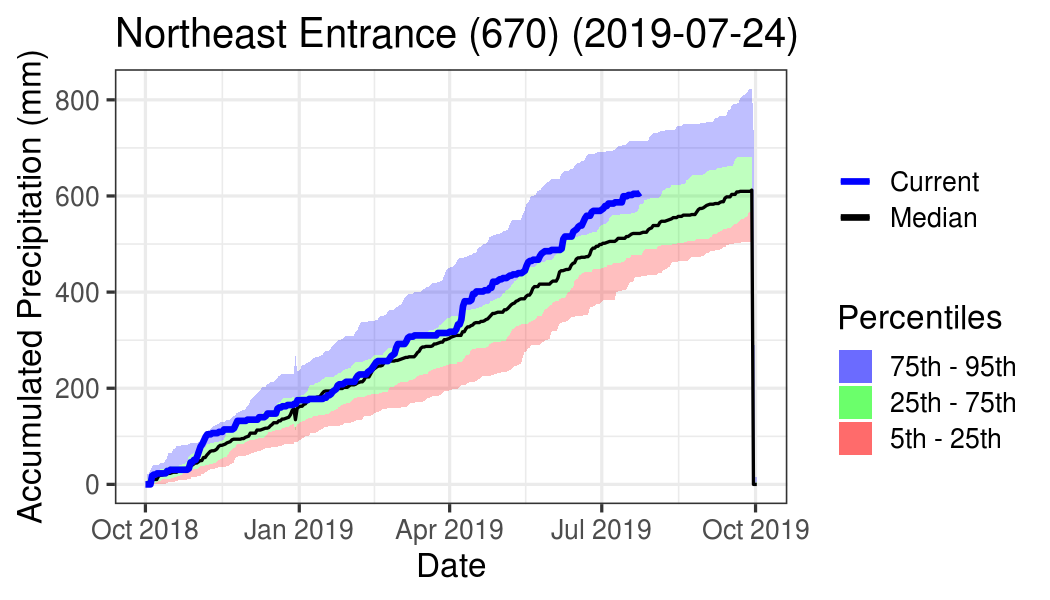 Northeast Entrance (670) (2019-07-24)
Accumulated Precipitation (mm)
800
600
400
200
0
Oct 2018
Jan 2019
Apr 2019
Jul 2019
Oct 2019
Date
Current
Median
Percentiles
75th - 95th
25th - 75th
5th - 25th